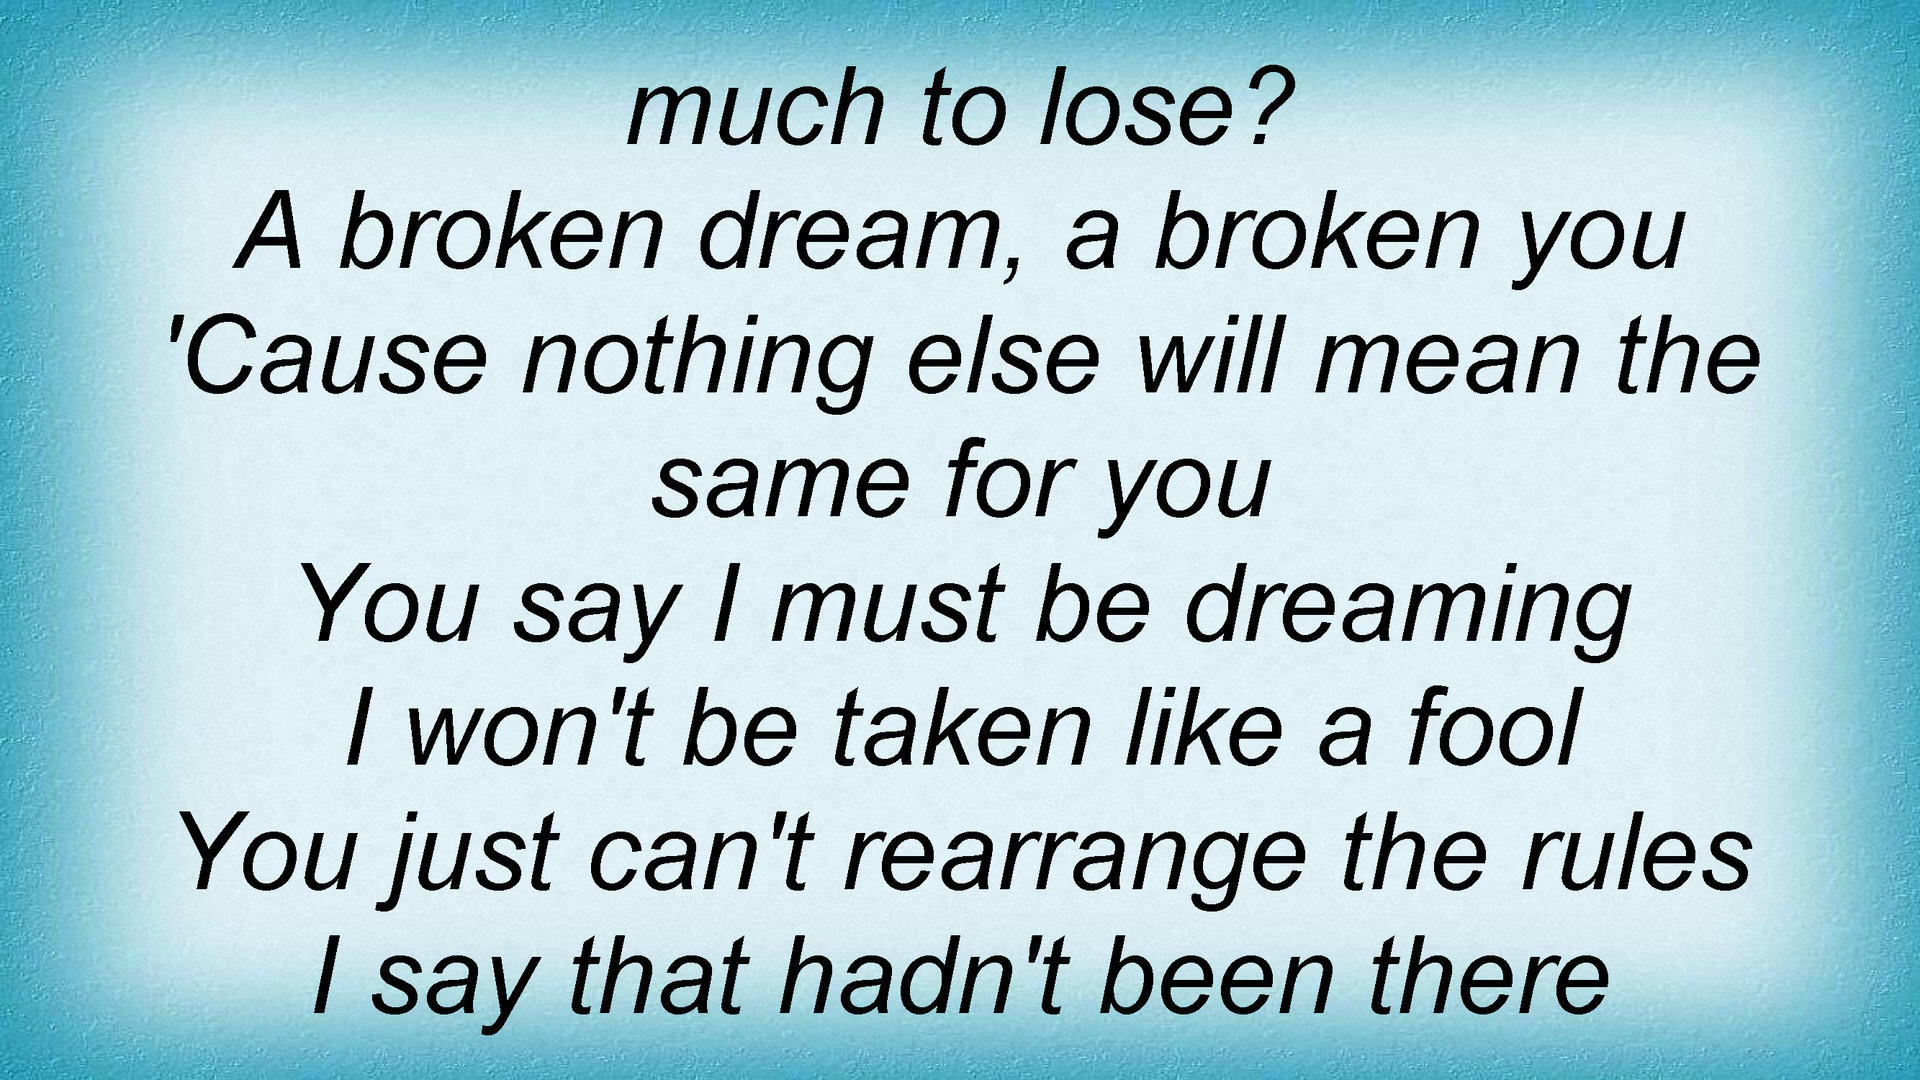 much to lose?
A broken dream, a broken you
'Cause nothing else will mean the
same for you
You say I must be dreaming
I won't be taken like a fool
You just can't rearrange the rules
I say that hadn't been there